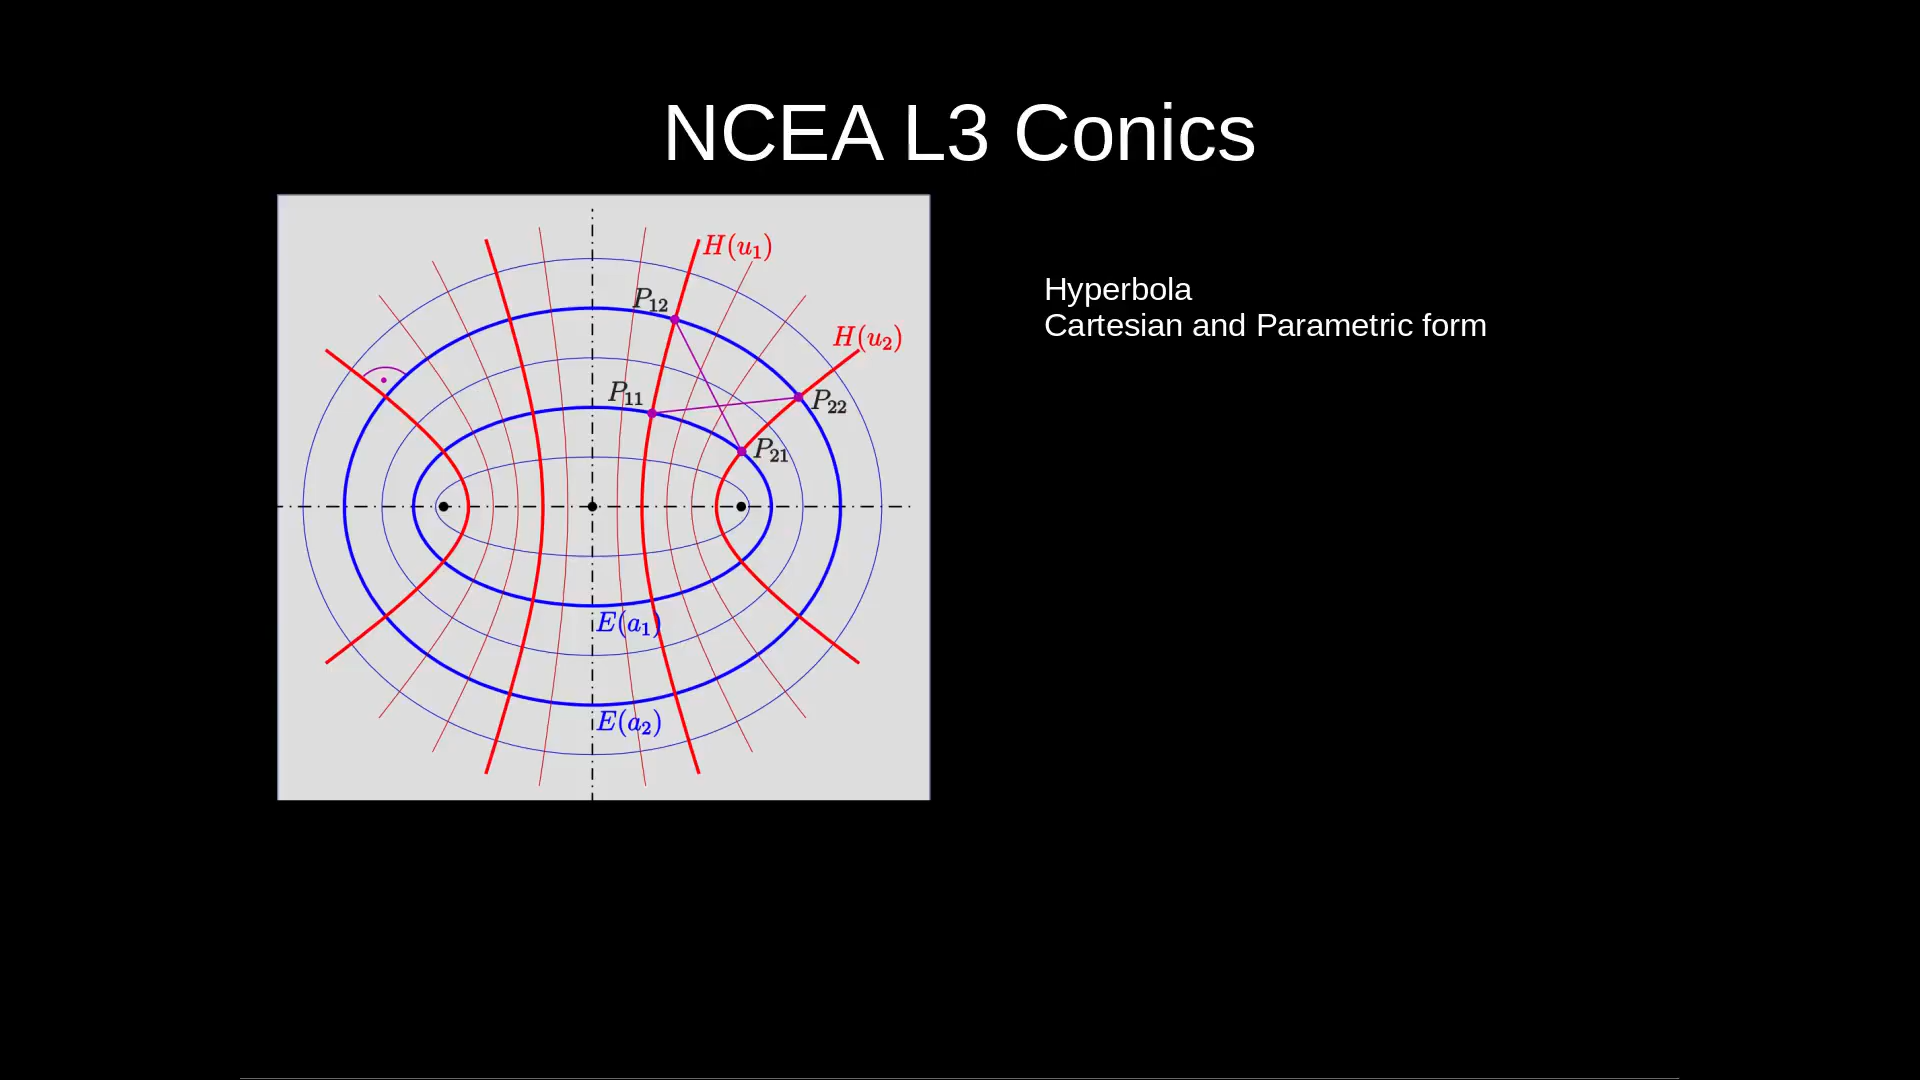 NCEA L3 Conics
H(u₁)
P₁₂
H(u₂)
P₁₁
P₂₂
P₂₁
E(a₁)
E(a₂)
Hyperbola
Cartesian and Parametric form